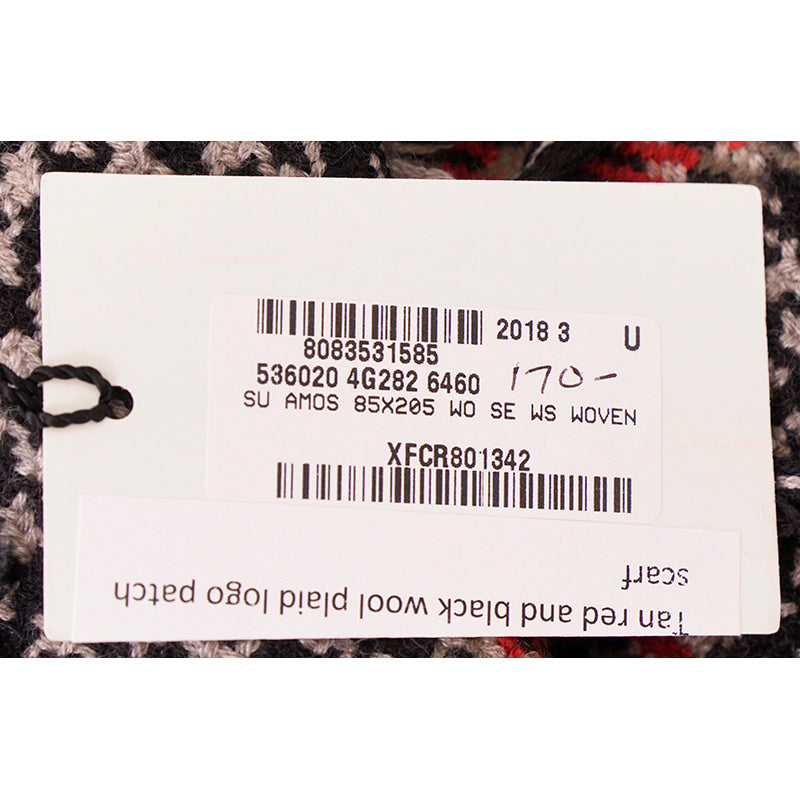 2018 3
U
8083531585
536020 4G282 6460
170-
SU AMOS 85X205 WO SE WS WOVEN
XFCR801342
Tan red and black wool plaid logo patch
scarf